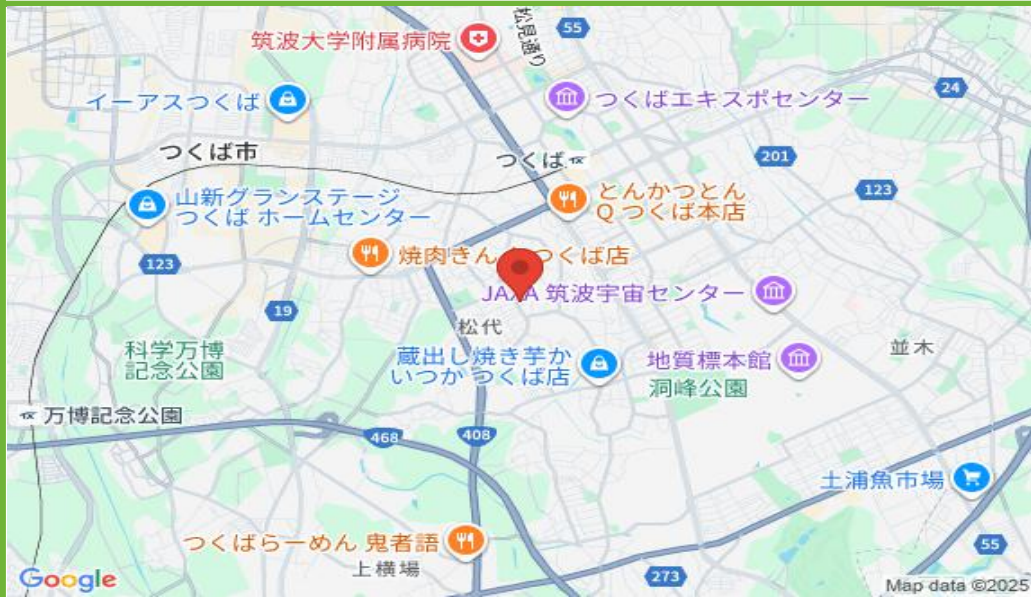 55
松見通り
筑波大学附属病院
24
イーアスつくば
つくばエキスポセンター
つくば市
つくば
201
123
山新グランステージ
つくば ホームセンター
とんかつとん
Q つくば本店
焼肉きん
つくば店
123
JAXA 筑波宇宙センター
19
松代
科学万博
記念公園
蔵出し焼き芋か
いつか つくば店
地質標本館
洞峰公園
並木
万博記念公園
468
408
土浦魚市場
つくばらーめん 鬼者語
上横場
55
273
Google
Map data ©2025